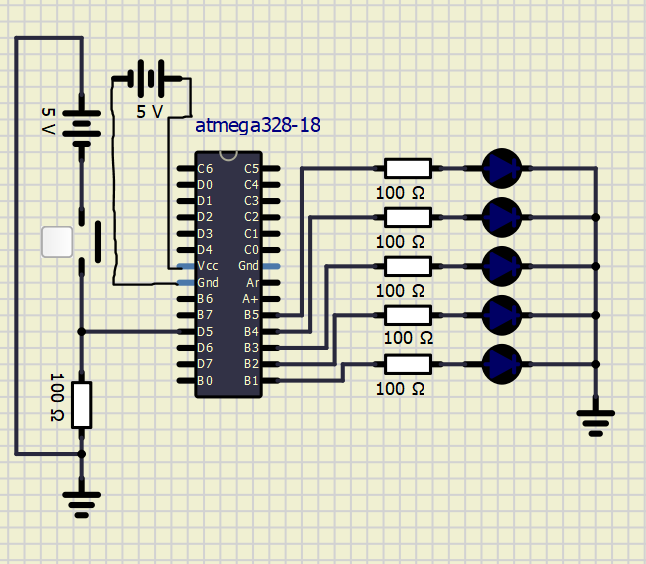 5 V
5 V
atmega328-18
C6 C5
D0 C4
D1 C3
D2 C2
D3 C1
D4 C0
Vcc Gnd
Gnd Ar
B6 A+
B7 B5
D5 B4
D6 B3
D7 B2
B0 B1
100 Ω
100 Ω
100 Ω
100 Ω
100 Ω
100 Ω